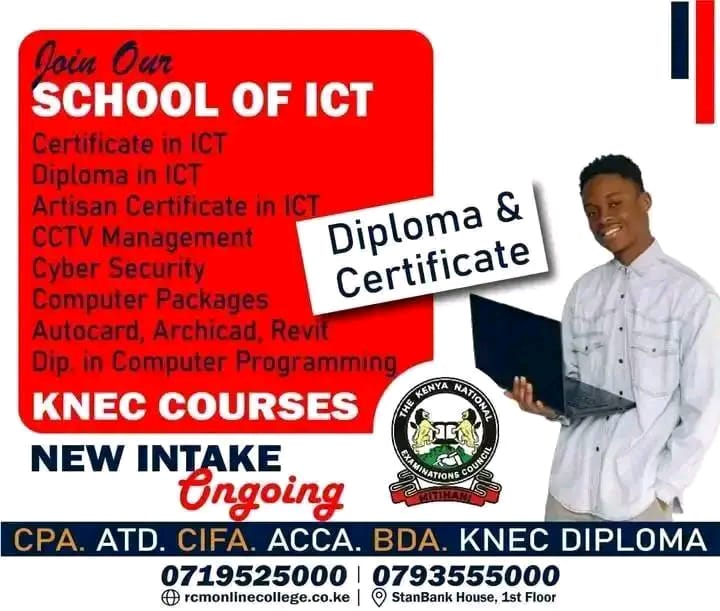 Join Our
SCHOOL OF ICT
Certificate in ICT
Diploma in ICT
Artisan Certificate in ICT
CCTV Management
Cyber Security
Computer Packages
Autocard, Archicad, Revit
Dip. in Computer Programming
KNEC COURSES
Diploma &
Certificate
THE KENYA NATIONAL
EXAMINATIONS COUNCIL
MITIHANI
NEW INTAKE
Ongoing
CPA. ATD. CIFA. ACCA. BDA. KNEC DIPLOMA
0719525000 | 0793555000
rcmonlinecollege.co.ke | StanBank House, 1st Floor